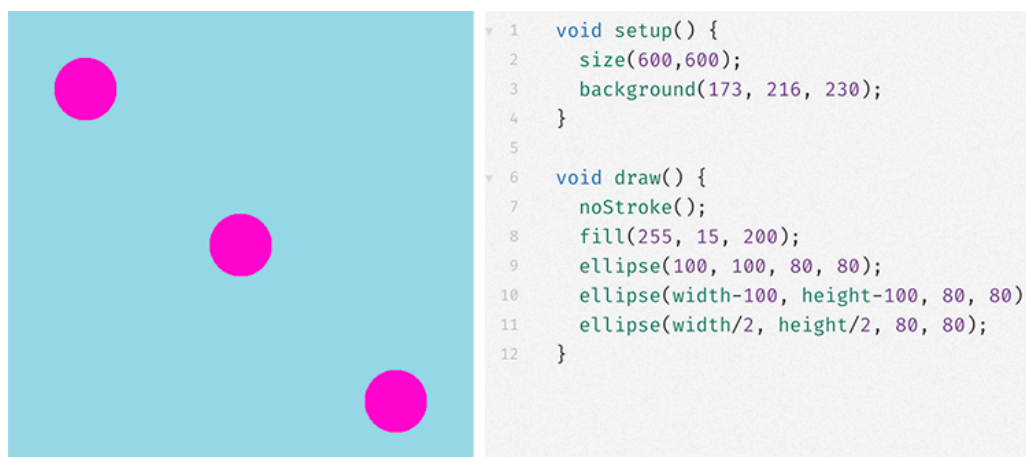 1 void setup() {
2 size(600,600);
3 background(173, 216, 230);
4 }
5
6 void draw() {
7 noStroke();
8 fill(255, 15, 200);
9 ellipse(100, 100, 80, 80);
10 ellipse(width-100, height-100, 80, 80)
11 ellipse(width/2, height/2, 80, 80);
12 }